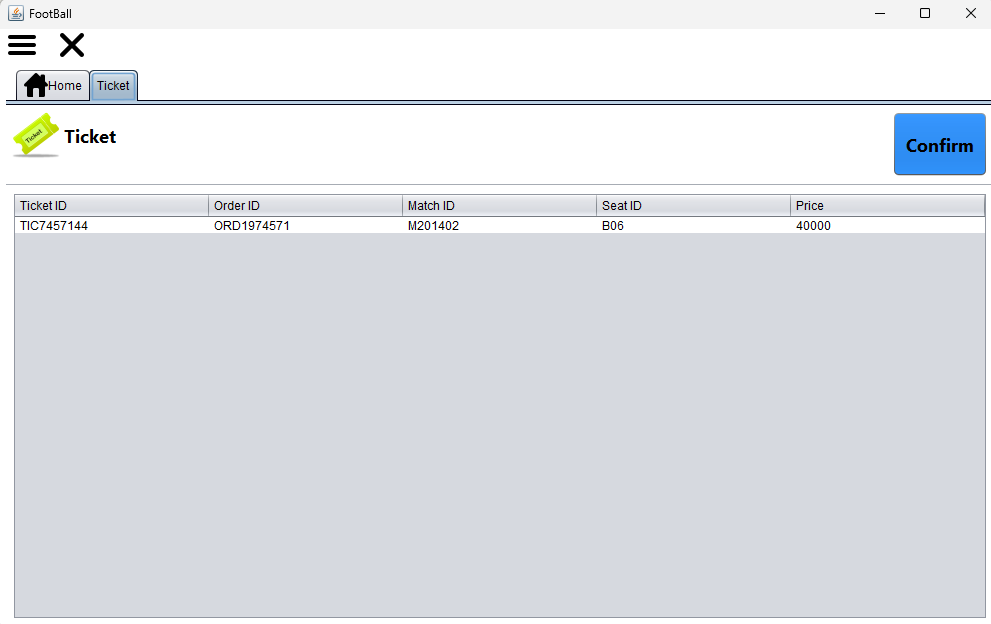 FootBall
Home Ticket
Ticket Ticket
Confirm
Ticket ID Order ID Match ID Seat ID Price
TIC7457144 ORD1974571 M201402 B06 40000